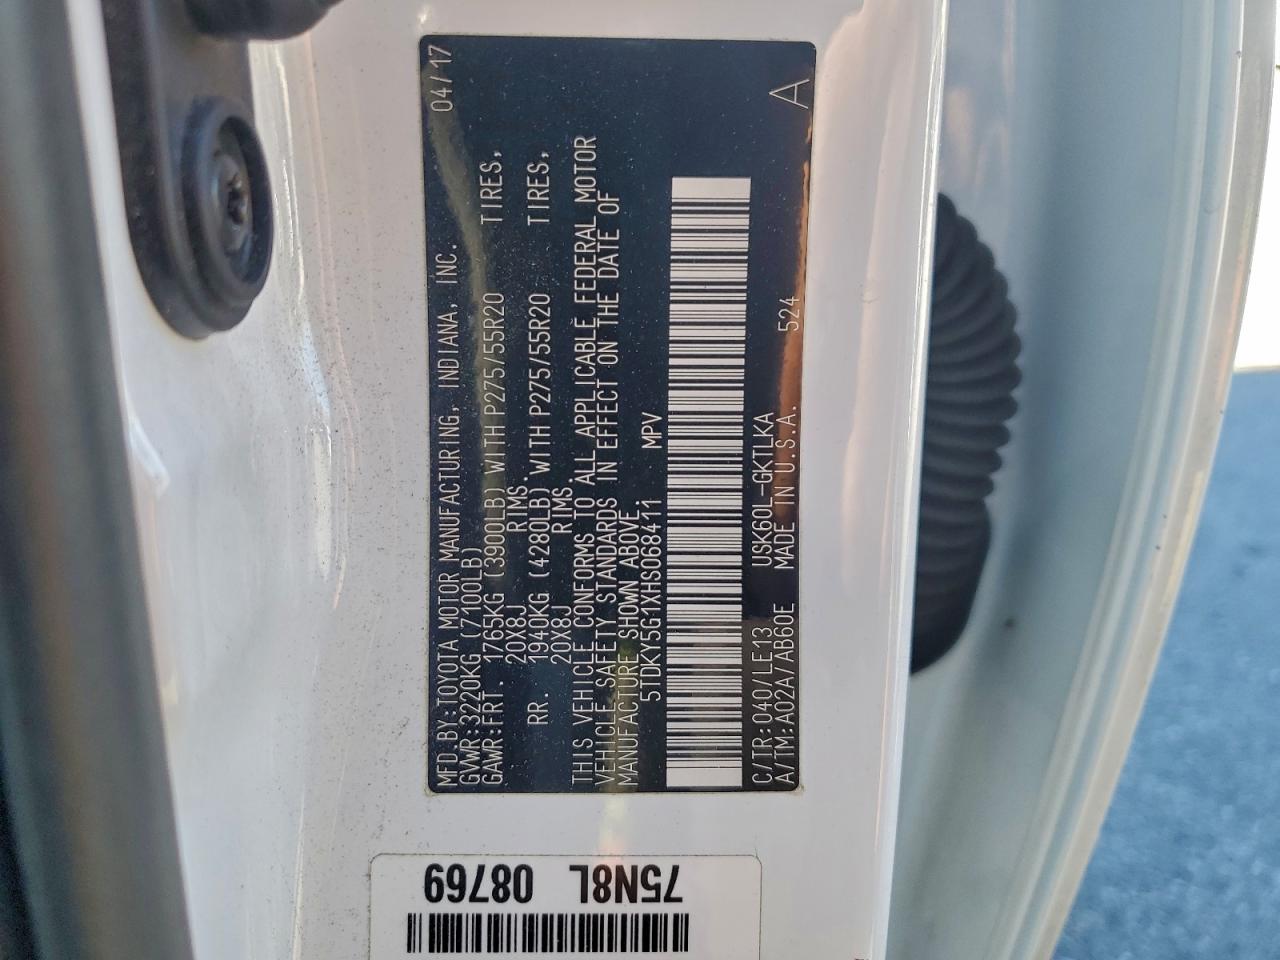 MFD.BY:TOYOTA MOTOR MANUFACTURING, INDIANA, INC. 04/17
GVWR:3220KG (7100LB)
GAWR:FRT. 1765KG (3900LB) WITH P275/55R20 TIRES,
20X8J RIMS.
RR. 1940KG (4280LB) WITH P275/55R20 TIRES,
20X8J RIMS.
THIS VEHICLE CONFORMS TO ALL APPLICABLE FEDERAL MOTOR
VEHICLE SAFETY STANDARDS IN EFFECT ON THE DATE OF
MANUFACTURE SHOWN ABOVE.
5TDKY5G1XHS068411 MPV
C/TR:040/LE13 USK60L-GKTLKA
A/TM:A02A/AB60E MADE IN U.S.A. 524 A
75N8L 08769